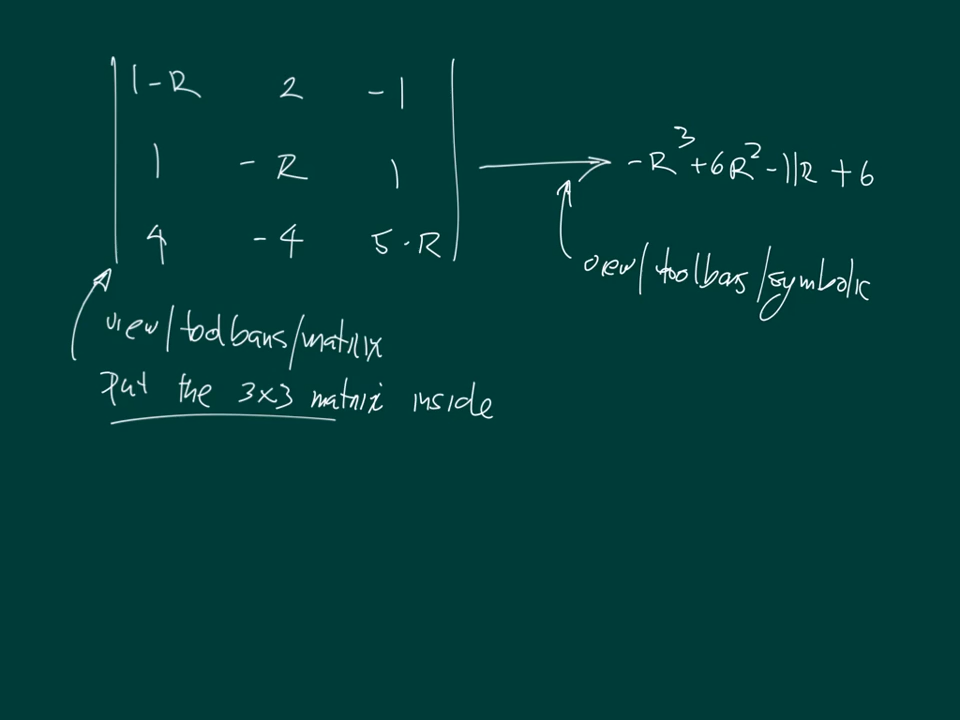 1-R 2 -1
1 -R 1 → -R³+6R²-11R+6
4 -4 5-R
view/toolbars/symbolic
view/toolbars/matrix
Put the 3x3 matrix inside